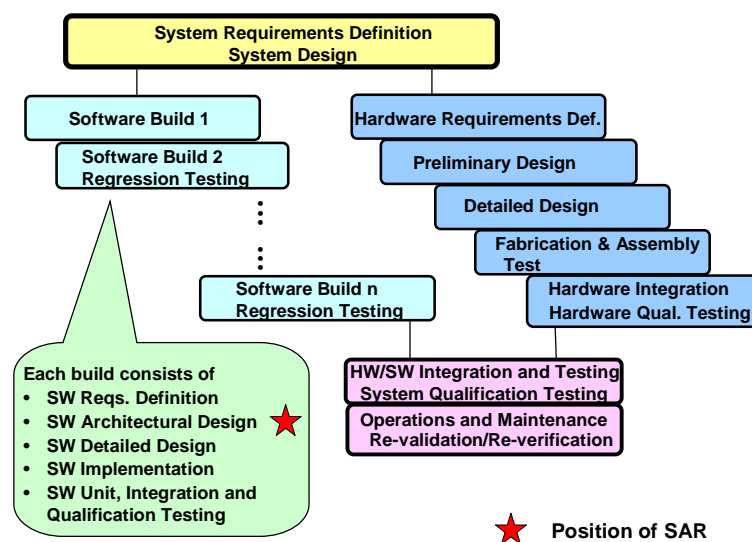 System Requirements Definition
System Design
Software Build 1
Hardware Requirements Def.
Software Build 2
Regression Testing
Preliminary Design
Detailed Design
Fabrication & Assembly
Test
Software Build n
Regression Testing
Hardware Integration
Hardware Qual. Testing
HW/SW Integration and Testing
System Qualification Testing
Operations and Maintenance
Re-validation/Re-verification
Each build consists of
• SW Reqs. Definition
• SW Architectural Design
• SW Detailed Design
• SW Implementation
• SW Unit, Integration and
Qualification Testing
Position of SAR